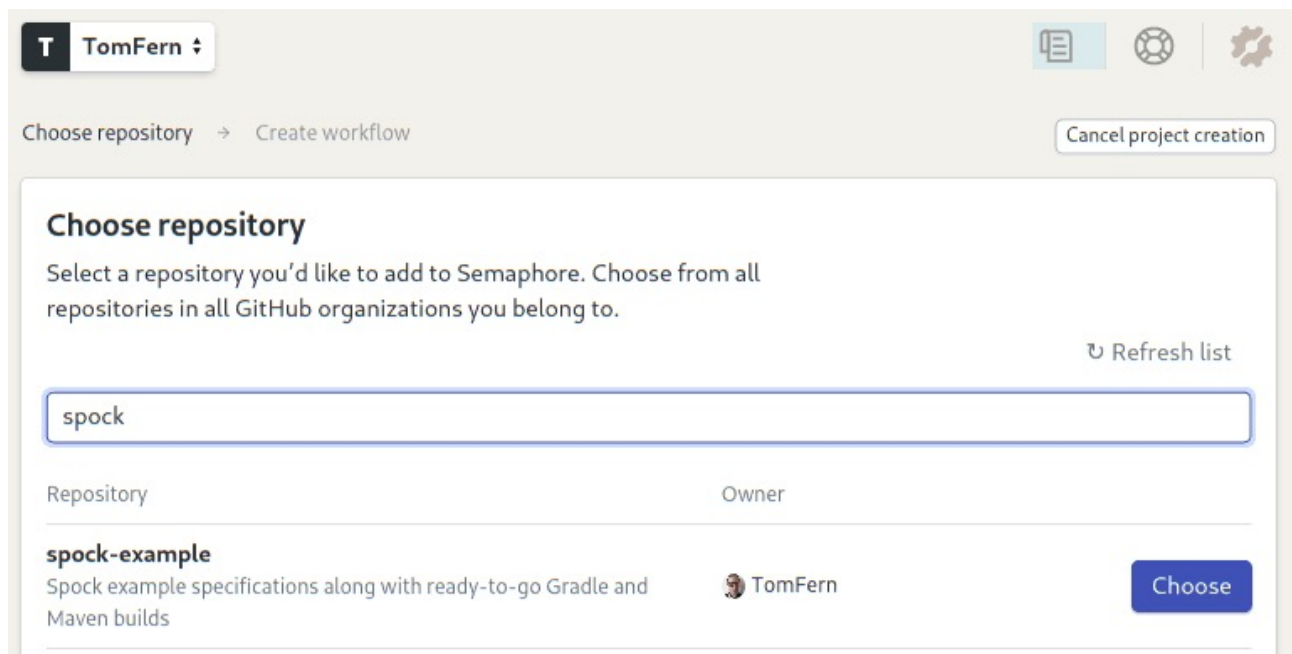 T TomFern
Choose repository → Create workflow
Cancel project creation
Choose repository
Select a repository you'd like to add to Semaphore. Choose from all
repositories in all GitHub organizations you belong to.
↻ Refresh list
spock
Repository Owner
spock-example
Spock example specifications along with ready-to-go Gradle and
Maven builds
TomFern
Choose